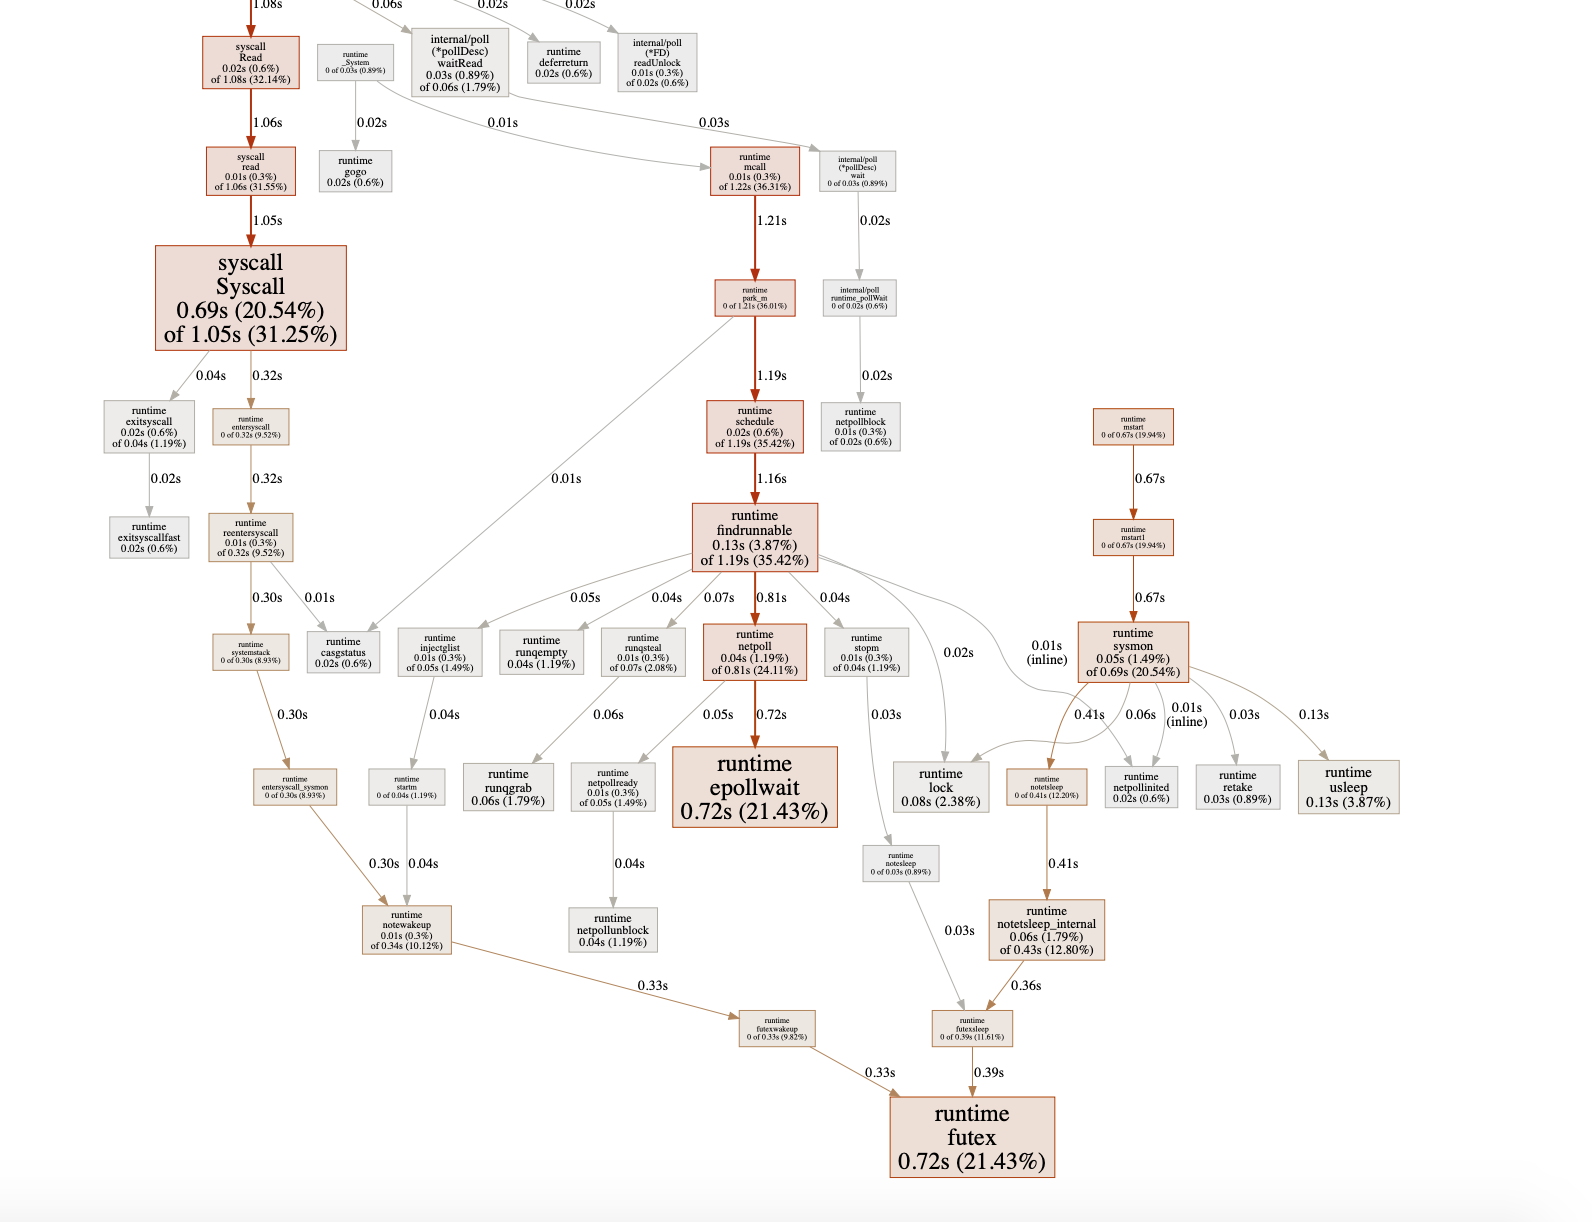 1.08s
0.06s
0.02s
0.02s
syscall
Read
0.02s (0.6%)
of 1.08s (32.14%)
runtime
_System
0 of 0.03s (0.89%)
internal/poll
(*pollDesc)
waitRead
0.03s (0.89%)
of 0.06s (1.79%)
runtime
deferreturn
0.02s (0.6%)
internal/poll
(*FD)
readUnlock
0.01s (0.3%)
of 0.02s (0.6%)
1.06s
0.02s
0.01s
0.03s
syscall
read
0.01s (0.3%)
of 1.06s (31.55%)
runtime
gogo
0.02s (0.6%)
runtime
mcall
0.01s (0.3%)
of 1.22s (36.31%)
internal/poll
(*pollDesc)
wait
0 of 0.03s (0.89%)
1.05s
1.21s
0.02s
syscall
Syscall
0.69s (20.54%)
of 1.05s (31.25%)
runtime
park_m
0 of 1.21s (36.01%)
internal/poll
runtime_pollWait
0 of 0.02s (0.6%)
0.04s
0.32s
1.19s
0.02s
runtime
exitsyscall
0.02s (0.6%)
of 0.04s (1.19%)
runtime
entersyscall
0 of 0.32s (9.52%)
runtime
schedule
0.02s (0.6%)
of 1.19s (35.42%)
runtime
netpollblock
0.01s (0.3%)
of 0.02s (0.6%)
runtime
mstart
0 of 0.67s (19.94%)
0.02s
0.32s
0.01s
1.16s
0.67s
runtime
exitsyscallfast
0.02s (0.6%)
runtime
reentersyscall
0.01s (0.3%)
of 0.32s (9.52%)
runtime
findrunnable
0.13s (3.87%)
of 1.19s (35.42%)
runtime
mstart1
0 of 0.67s (19.94%)
0.30s
0.01s
0.05s
0.04s
0.07s
0.81s
0.04s
0.02s
0.01s
(inline)
0.67s
runtime
systemstack
0 of 0.30s (8.93%)
runtime
casgstatus
0.02s (0.6%)
runtime
injectglist
0.01s (0.3%)
of 0.05s (1.49%)
runtime
runqempty
0.04s (1.19%)
runtime
runqsteal
0.01s (0.3%)
of 0.07s (2.08%)
runtime
netpoll
0.04s (1.19%)
of 0.81s (24.11%)
runtime
stopm
0.01s (0.3%)
of 0.04s (1.19%)
runtime
sysmon
0.05s (1.49%)
of 0.69s (20.54%)
0.30s
0.04s
0.06s
0.05s
0.72s
0.03s
0.41s
0.06s
0.01s
(inline)
0.03s
0.13s
runtime
entersyscall_sysmon
0 of 0.30s (8.93%)
runtime
startm
0 of 0.04s (1.19%)
runtime
runqgrab
0.06s (1.79%)
runtime
netpollready
0.01s (0.3%)
of 0.05s (1.49%)
runtime
epollwait
0.72s (21.43%)
runtime
lock
0.08s (2.38%)
runtime
notetsleep
0 of 0.41s (12.20%)
runtime
netpollinited
0.02s (0.6%)
runtime
retake
0.03s (0.89%)
runtime
usleep
0.13s (3.87%)
0.30s
0.04s
0.04s
runtime
notesleep
0 of 0.03s (0.89%)
0.41s
runtime
notewakeup
0.01s (0.3%)
of 0.34s (10.12%)
runtime
netpollunblock
0.04s (1.19%)
0.03s
runtime
notetsleep_internal
0.06s (1.79%)
of 0.43s (12.80%)
0.33s
0.36s
runtime
futexwakeup
0 of 0.33s (9.82%)
runtime
futexsleep
0 of 0.39s (11.61%)
0.33s
0.39s
runtime
futex
0.72s (21.43%)